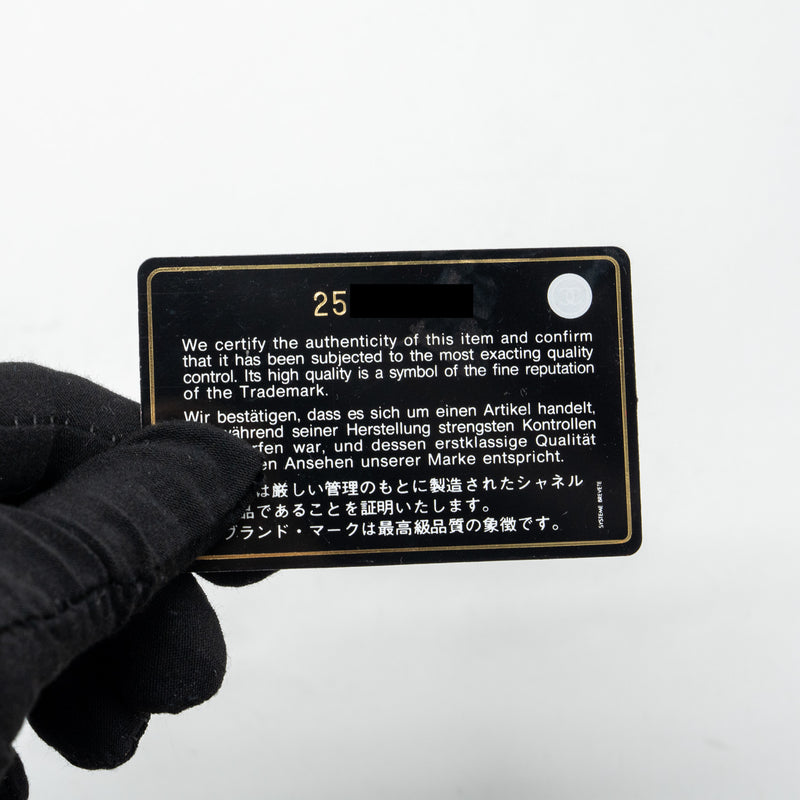 25
We certify the authenticity of this item and confirm
that it has been subjected to the most exacting quality
control. Its high quality is a symbol of the fine reputation
of the Trademark.
Wir bestätigen, dass es sich um einen Artikel handelt,
während seiner Herstellung strengsten Kontrollen
war, und dessen erstklassige Qualität
Ansehen unserer Marke entspricht.
は厳しい管理のもとに製造されたシャネル
品であることを証明いたします。
ブランド・マークは最高級品質の象徴です。
SYSTEME BREVETE